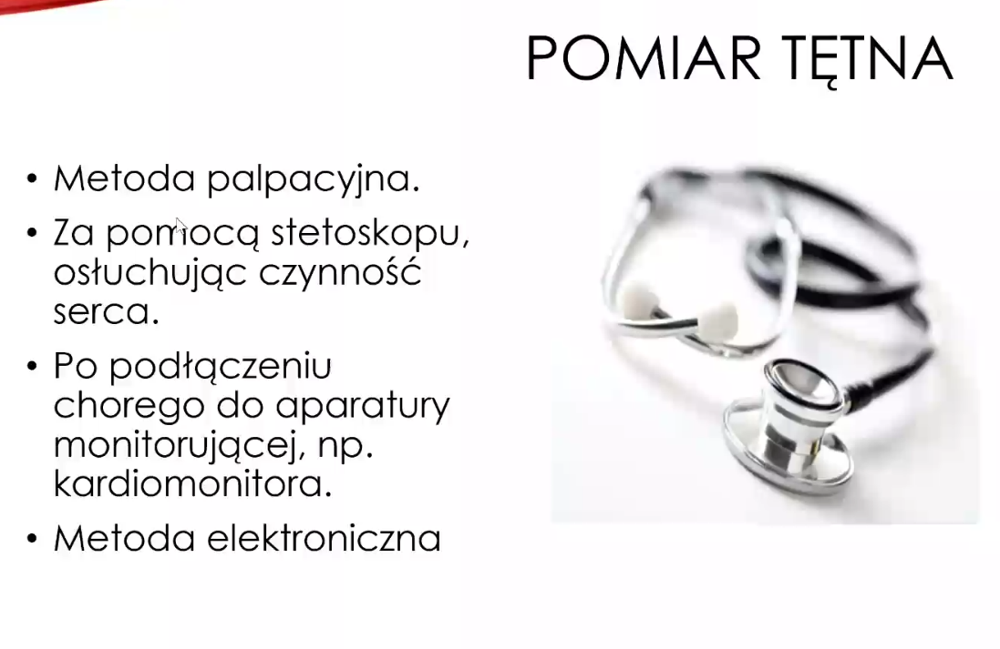 POMIAR TĘTNA
• Metoda palpacyjna.
• Za pomocą stetoskopu,
osłuchując czynność
serca.
• Po podłączeniu
chorego do aparatury
monitorującej, np.
kardiomonitora.
• Metoda elektroniczna